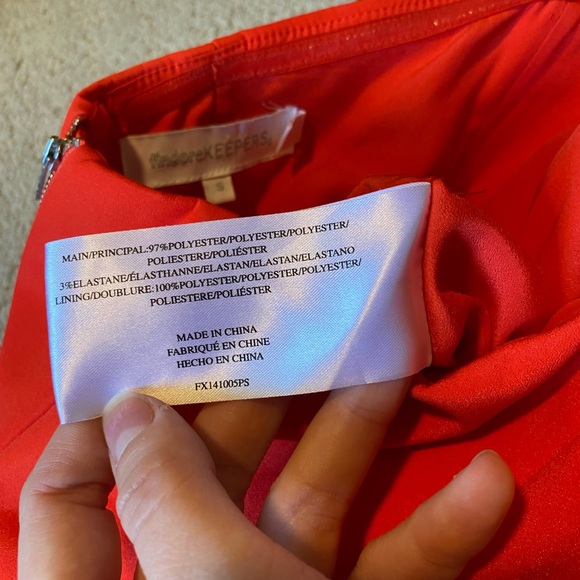 findersKEEPERS
S
MAIN/PRINCIPAL:97%POLYESTER/POLYESTER/POLYESTER/
POLIESTERE/POLIÉSTER
3%ELASTANE/ÉLASTHANNE/ELASTAN/ELASTAN/ELASTANO
LINING/DOUBLURE:100%POLYESTER/POLYESTER/POLYESTER/
POLIESTERE/POLIÉSTER
MADE IN CHINA
FABRIQUÉ EN CHINE
HECHO EN CHINA
FX141005PS